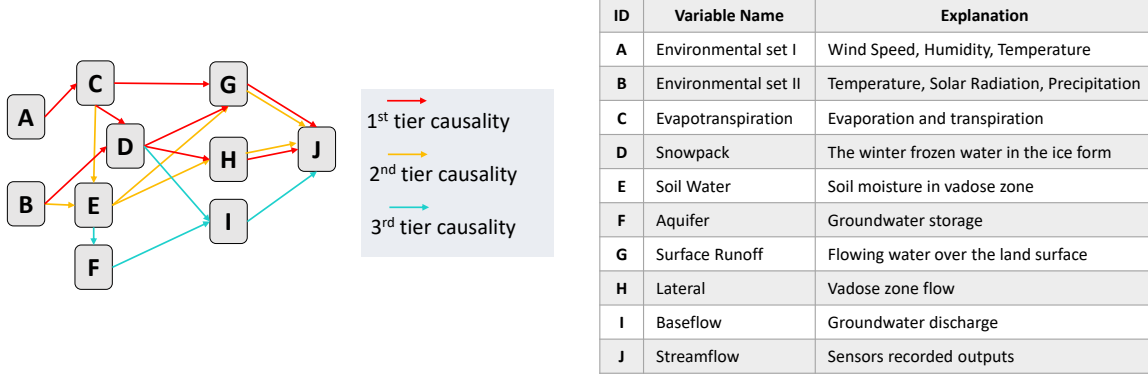 A
B
C
D
E
F
G
H
I
J
1st tier causality
2nd tier causality
3rd tier causality
ID Variable Name Explanation
A Environmental set I Wind Speed, Humidity, Temperature
B Environmental set II Temperature, Solar Radiation, Precipitation
C Evapotranspiration Evaporation and transpiration
D Snowpack The winter frozen water in the ice form
E Soil Water Soil moisture in vadose zone
F Aquifer Groundwater storage
G Surface Runoff Flowing water over the land surface
H Lateral Vadose zone flow
I Baseflow Groundwater discharge
J Streamflow Sensors recorded outputs